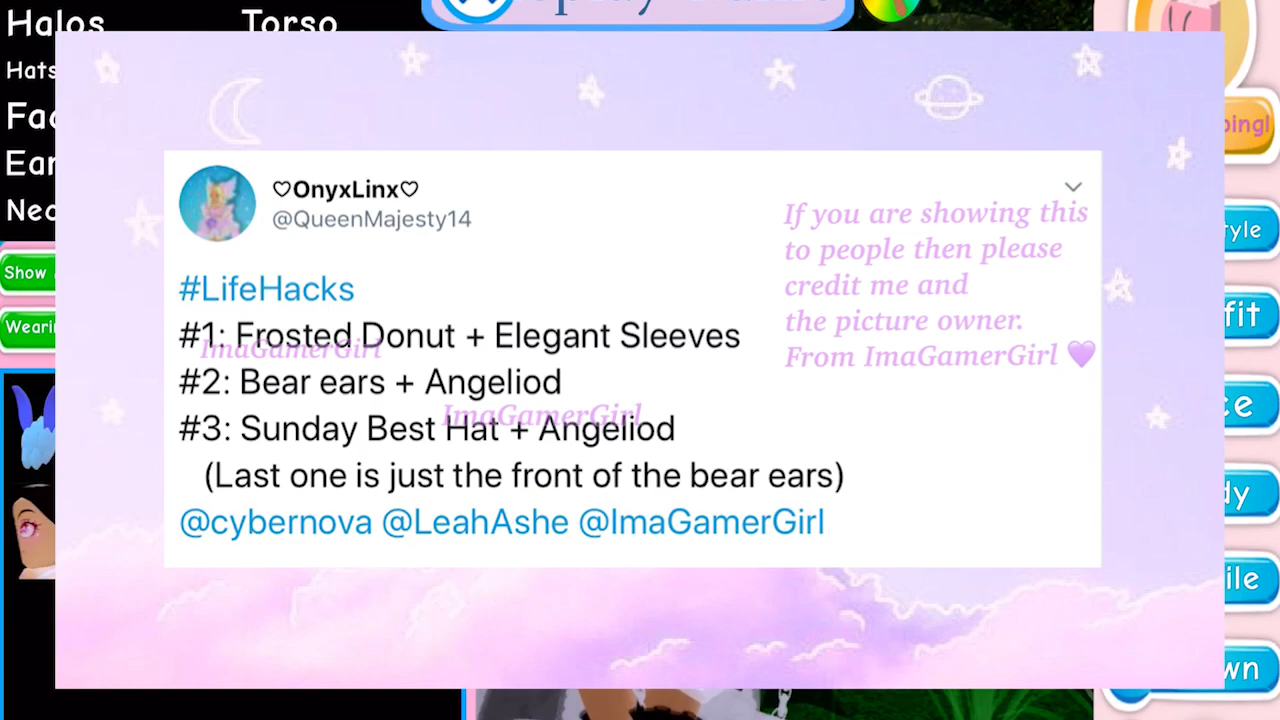 Halos Torso
Hats
Show
♡OnyxLinx♡
@QueenMajesty14
#LifeHacks
#1: Frosted Donut + Elegant Sleeves
#2: Bear ears + Angeliod
#3: Sunday Best Hat + Angeliod
(Last one is just the front of the bear ears)
@cybernova @LeahAshe @ImaGamerGirl
If you are showing this
to people then please
credit me and
the picture owner.
From ImaGamerGirl 💜
ImaGamerGirl
ImaGamerGirl